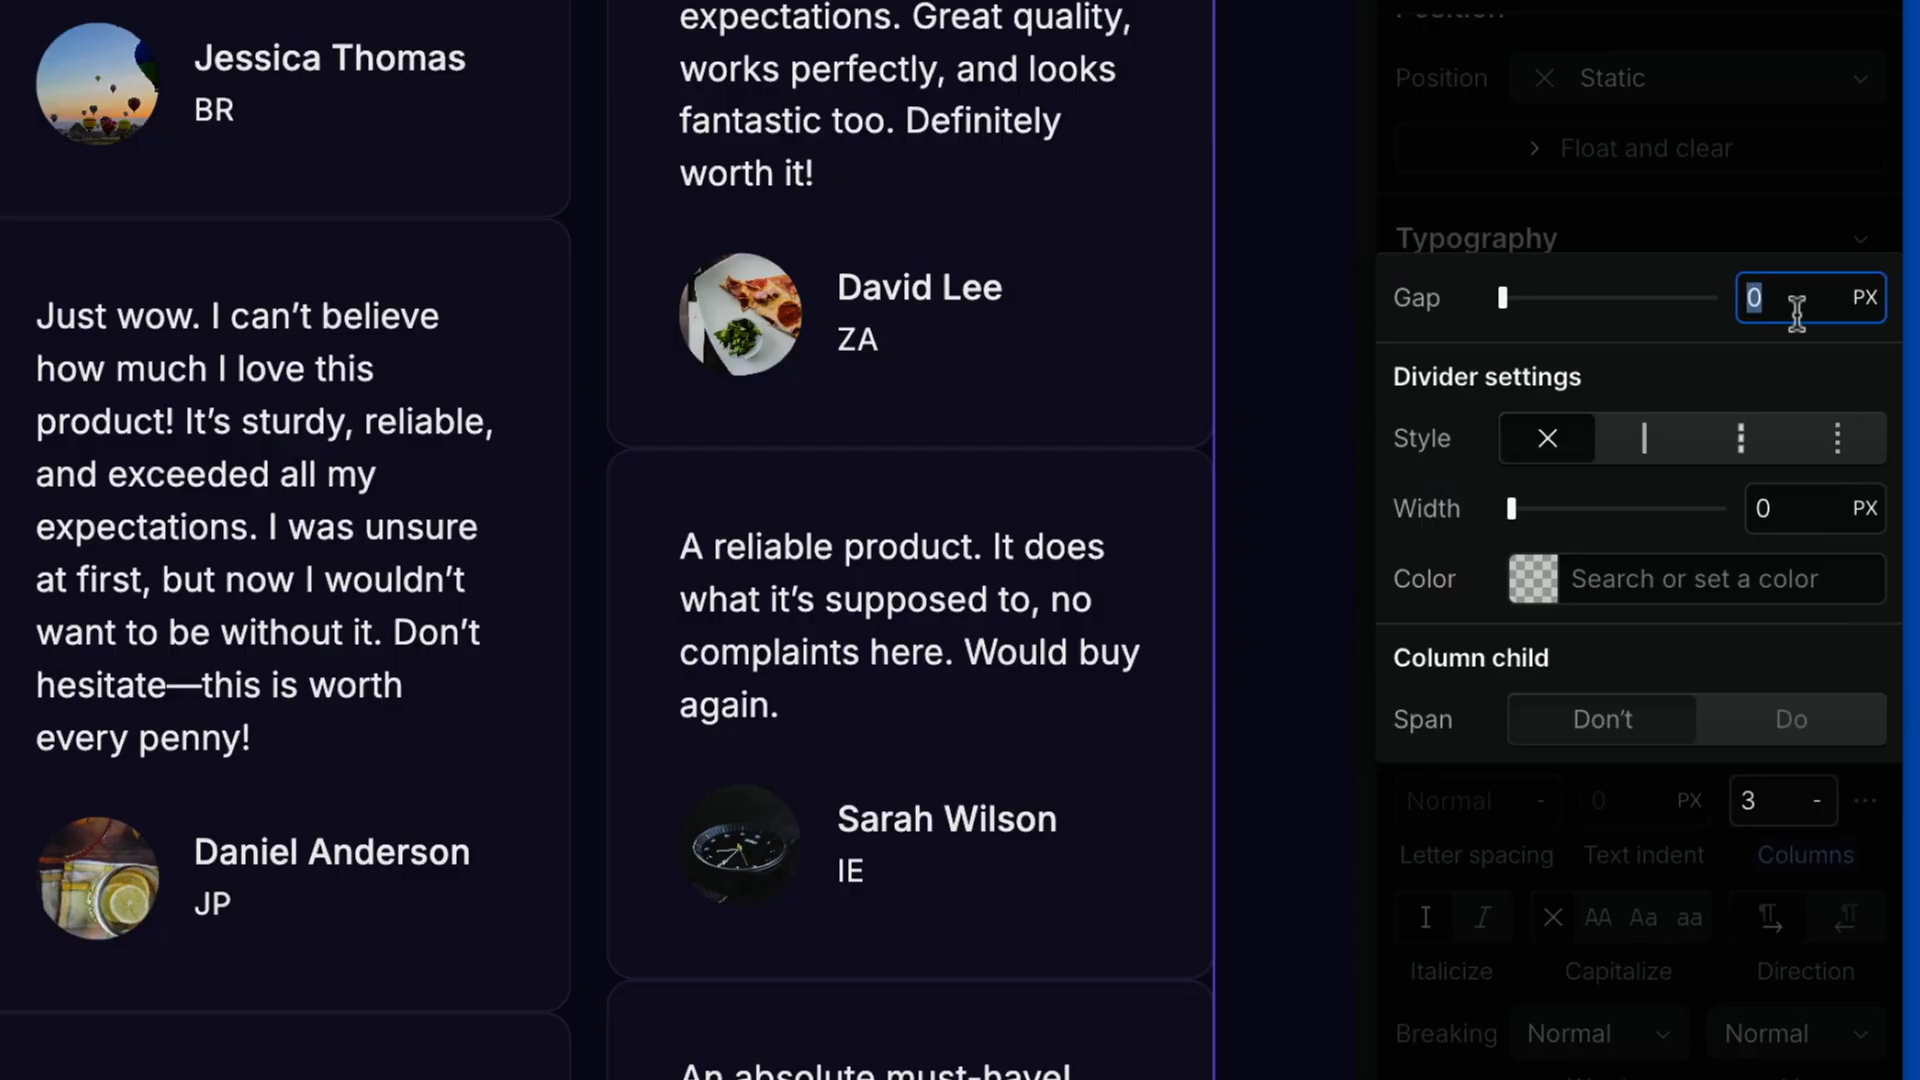 Jessica Thomas
BR
Just wow. I can’t believe
how much I love this
product! It’s sturdy, reliable,
and exceeded all my
expectations. I was unsure
at first, but now I wouldn’t
want to be without it. Don’t
hesitate—this is worth
every penny!
Daniel Anderson
JP
expectations. Great quality,
works perfectly, and looks
fantastic too. Definitely
worth it!
David Lee
ZA
A reliable product. It does
what it’s supposed to, no
complaints here. Would buy
again.
Sarah Wilson
IE
An absolute must-have!
Position
Position Static
Float and clear
Typography
Gap 0 PX
Divider settings
Style
Width 0 PX
Color Search or set a color
Column child
Span Don’t Do
Normal - 0 PX 3 -
Letter spacing Text indent Columns
I I AA Aa aa
Italicize Capitalize Direction
Breaking Normal Normal